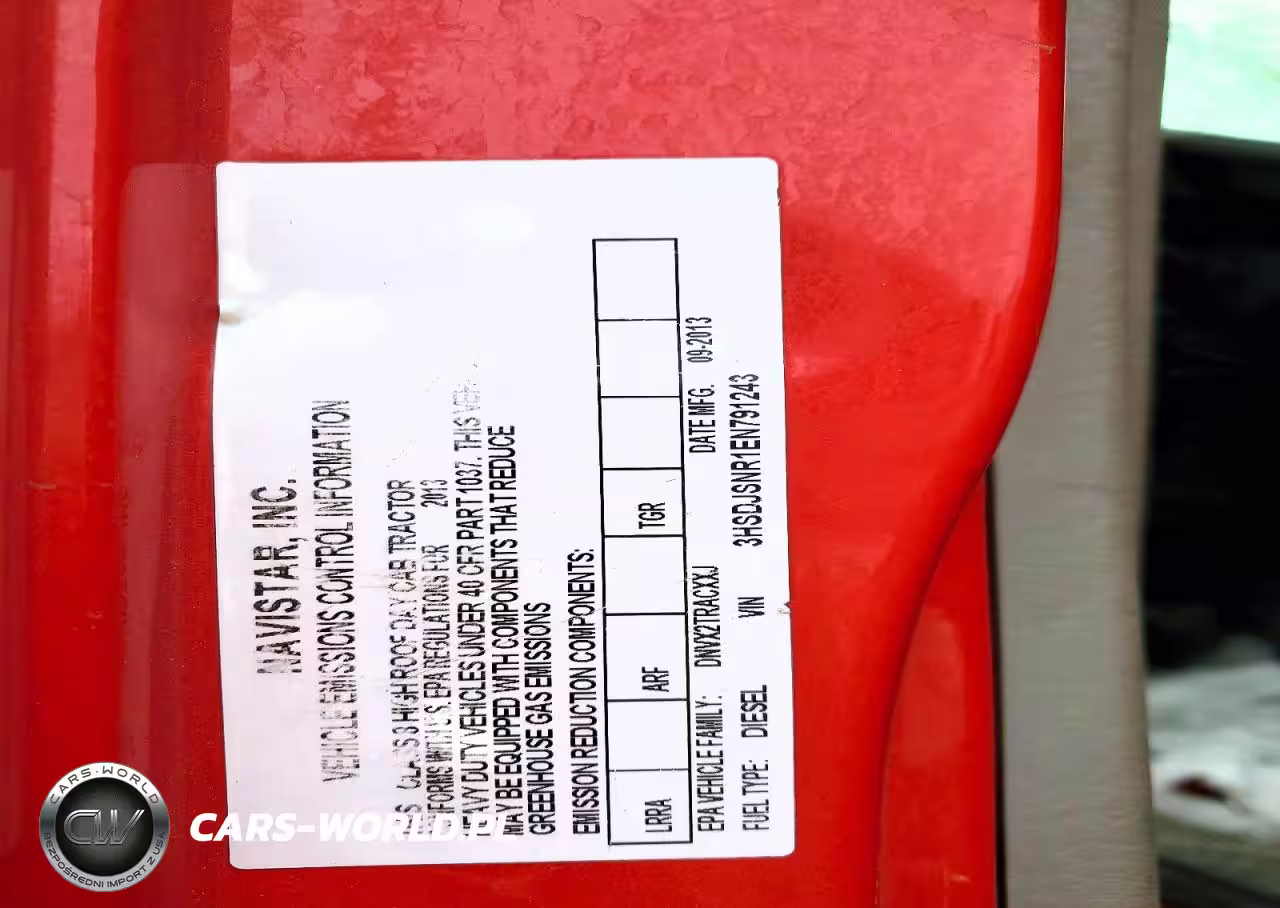 NAVISTAR, INC.
VEHICLE EMISSIONS CONTROL INFORMATION
CLASS 8 HIGH ROOF DAY CAB TRACTOR
WITH U.S. EPA REGULATIONS FOR 2013
HEAVY DUTY VEHICLES UNDER 40 CFR PART 1037. THIS
MAY BE EQUIPPED WITH COMPONENTS THAT REDUCE
GREENHOUSE GAS EMISSIONS
EMISSION REDUCTION COMPONENTS:
LRRA ARF TGR
EPA VEHICLE FAMILY: DNVX2TRACXXJ DATE MFG. 09-2013
FUEL TYPE: DIESEL VIN 3HSDJSNR1EN791243
CARS-WORLD
CW
BEZPOŚREDNI IMPORT Z USA
CARS-WORLD.PL